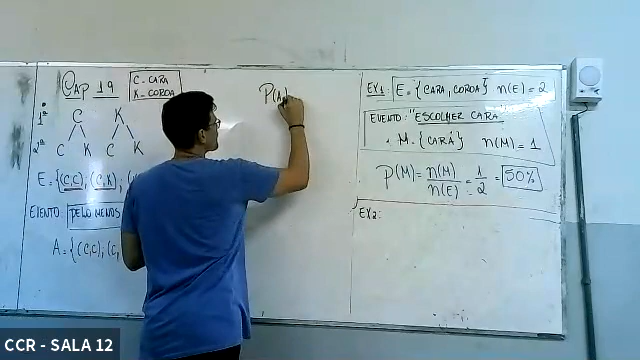 CAP 19
C - CARA
K - COROA
1ª C K
2ª C K C K
E = {(C,C); (C,K);
EVENTO: PELO MENOS
A = {(C,C); (C,
P(A)
EX1: E = {CARA, COROA} n(E) = 2
EVENTO: "ESCOLHER CARA"
M = {CARA} n(M) = 1
P(M) = n(M)/n(E) = 1/2 = 50%
EX2:
CCR - SALA 12